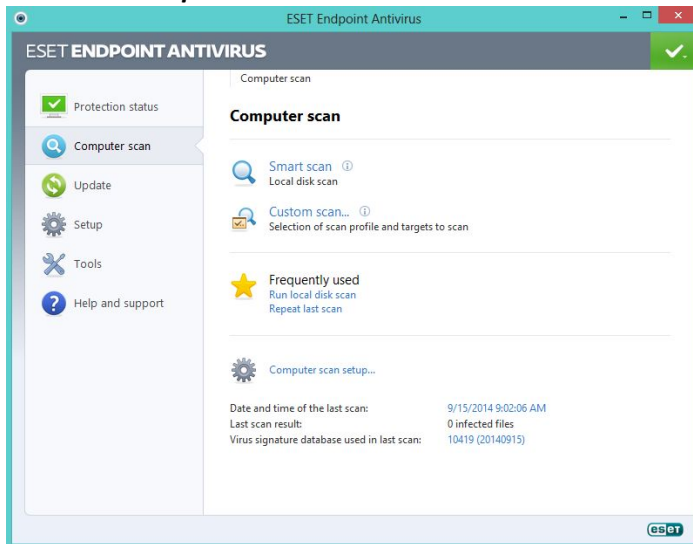 ESET Endpoint Antivirus
ESET ENDPOINT ANTIVIRUS
Computer scan
Protection status
Computer scan
Update
Setup
Tools
Help and support
Computer scan
Smart scan
Local disk scan
Custom scan...
Selection of scan profile and targets to scan
Frequently used
Run local disk scan
Repeat last scan
Computer scan setup...
Date and time of the last scan: 9/15/2014 9:02:06 AM
Last scan result: 0 infected files
Virus signature database used in last scan: 10419 (20140915)
eseT